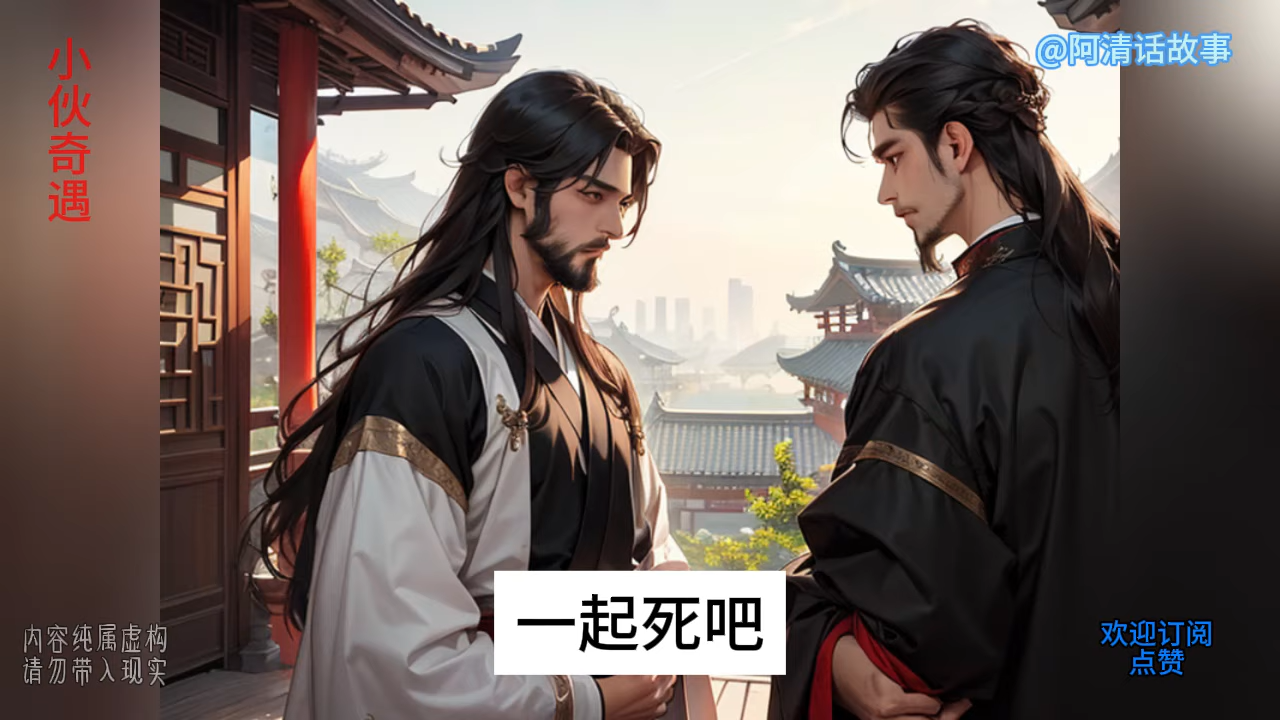 小伙奇遇
@阿清话故事
一起死吧
内容纯属虚构
请勿带入现实
欢迎订阅
点赞